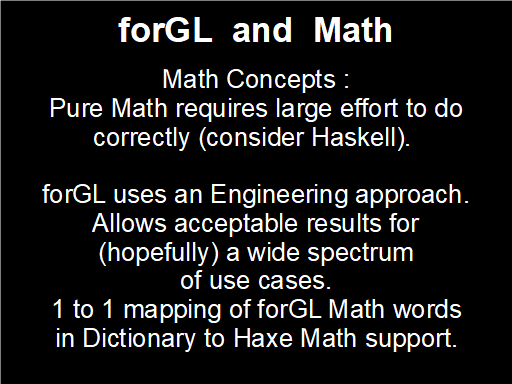 forGL and Math
Math Concepts :
Pure Math requires large effort to do
correctly (consider Haskell).
forGL uses an Engineering approach.
Allows acceptable results for
(hopefully) a wide spectrum
of use cases.
1 to 1 mapping of forGL Math words
in Dictionary to Haxe Math support.